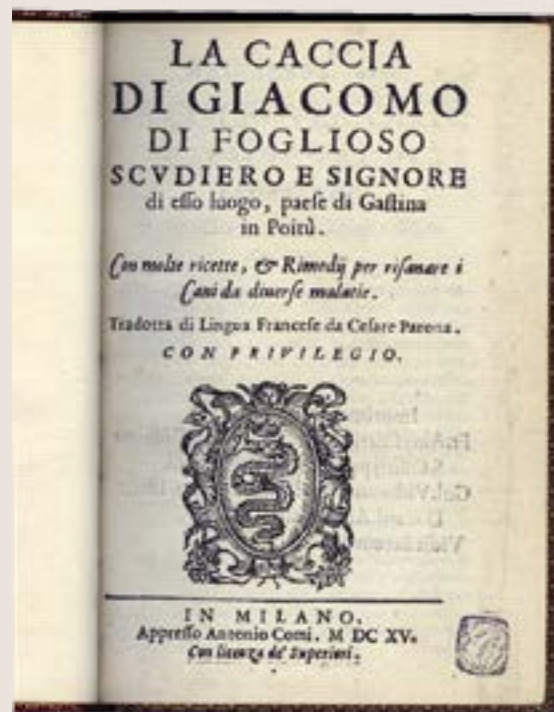 LA CACCIA
DI GIACOMO
DI FOGLIOSO
SCVDIERO E SIGNORE
di esso luogo, paese di Gastina
in Poitù.
Con molte ricette, & Rimedij per risanare i
Cani da diuerse malatie.
Tradotta di Lingua Francese da Cesare Parona.
CON PRIVILEGIO.
IN MILANO.
Appresso Antonio Comi. M DC XV.
Con licenza de' Superiori.